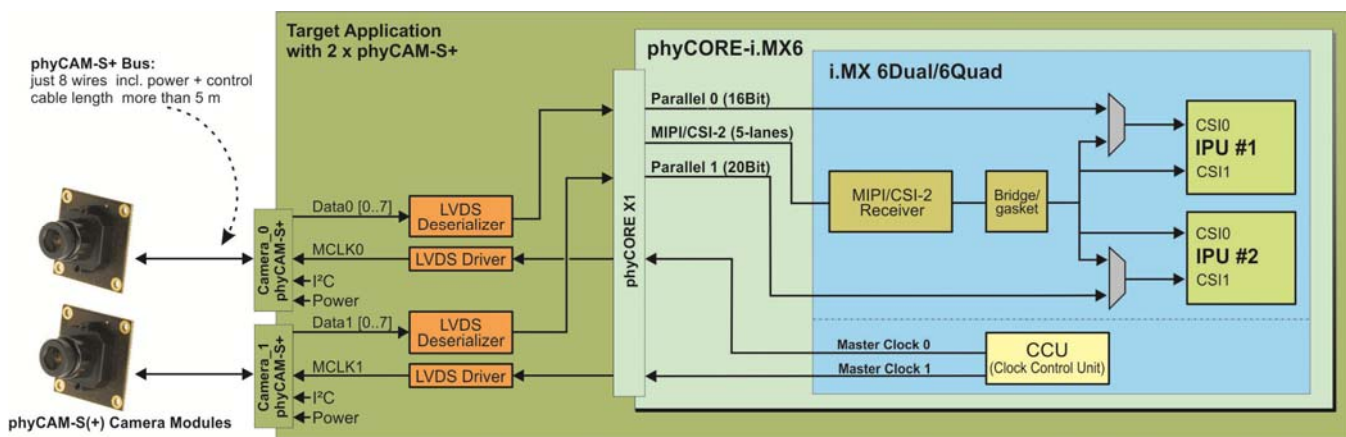 Target Application
with 2 x phyCAM-S+
phyCORE-i.MX6
i.MX 6Dual/6Quad
phyCAM-S+ Bus:
just 8 wires incl. power + control
cable length more than 5 m
Parallel 0 (16Bit)
MIPI/CSI-2 (5-lanes)
Parallel 1 (20Bit)
CSI0
IPU #1
CSI1
MIPI/CSI-2
Receiver
Bridge/
gasket
CSI0
IPU #2
CSI1
phyCORE X1
Camera_0
phyCAM-S+
Data0 [0..7]
LVDS
Deserializer
MCLK0
LVDS Driver
I²C
Power
Camera_1
phyCAM-S+
Data1 [0..7]
LVDS
Deserializer
MCLK1
LVDS Driver
I²C
Power
Master Clock 0
Master Clock 1
CCU
(Clock Control Unit)
phyCAM-S(+) Camera Modules